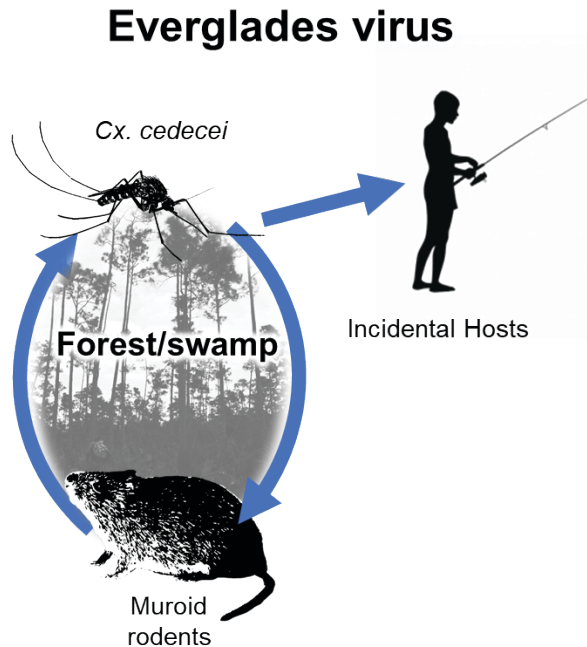 Everglades virus
Cx. cedecei
Forest/swamp
Incidental Hosts
Muroid
rodents